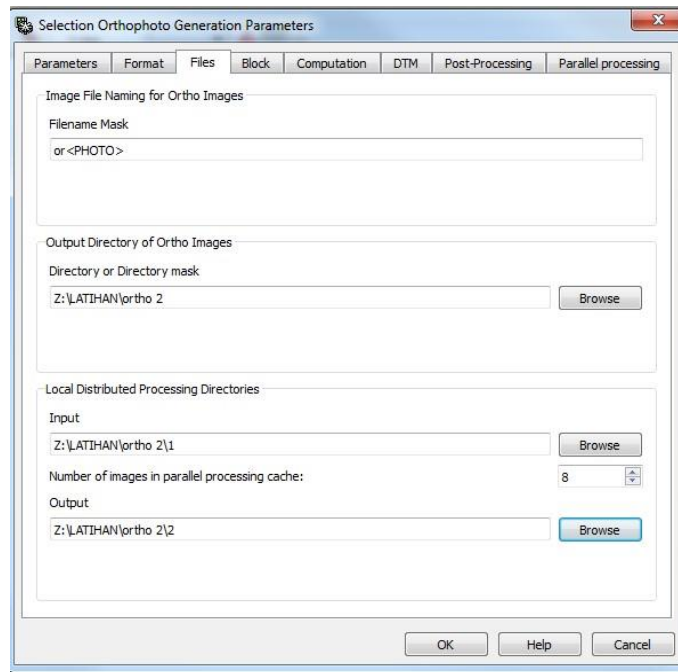 Selection Orthophoto Generation Parameters
Parameters Format Files Block Computation DTM Post-Processing Parallel processing
Image File Naming for Ortho Images
Filename Mask
or<PHOTO>
Output Directory of Ortho Images
Directory or Directory mask
Z:\LATIHAN\ortho 2 Browse
Local Distributed Processing Directories
Input
Z:\LATIHAN\ortho 2\1 Browse
Number of images in parallel processing cache: 8
Output
Z:\LATIHAN\ortho 2\2 Browse
OK Help Cancel